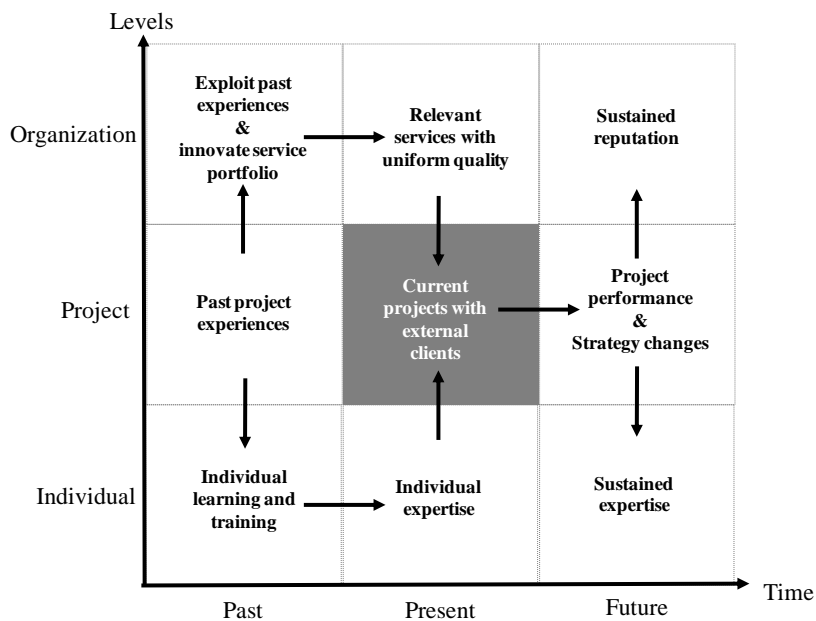 Levels
Organization
Exploit past
experiences
&
innovate service
portfolio
Relevant
services with
uniform quality
Sustained
reputation
Project
Past project
experiences
Current
projects with
external
clients
Project
performance
&
Strategy changes
Individual
Individual
learning and
training
Individual
expertise
Sustained
expertise
Past
Present
Future
Time